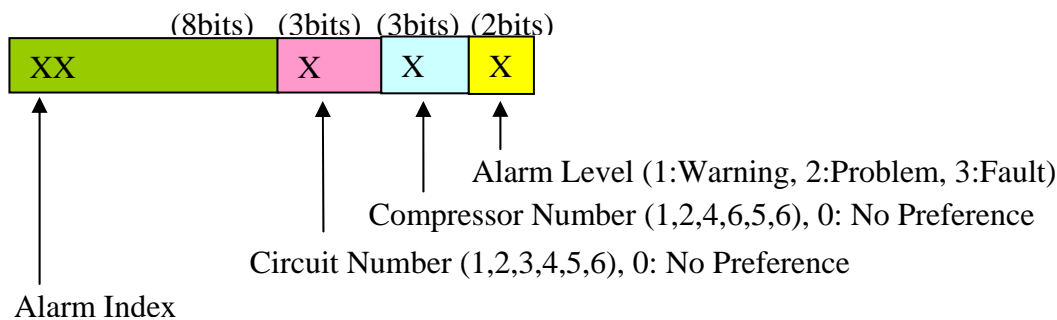 (8bits) (3bits) (3bits) (2bits)
XX X X X
Alarm Level (1:Warning, 2:Problem, 3:Fault)
Compressor Number (1,2,4,6,5,6), 0: No Preference
Circuit Number (1,2,3,4,5,6), 0: No Preference
Alarm Index